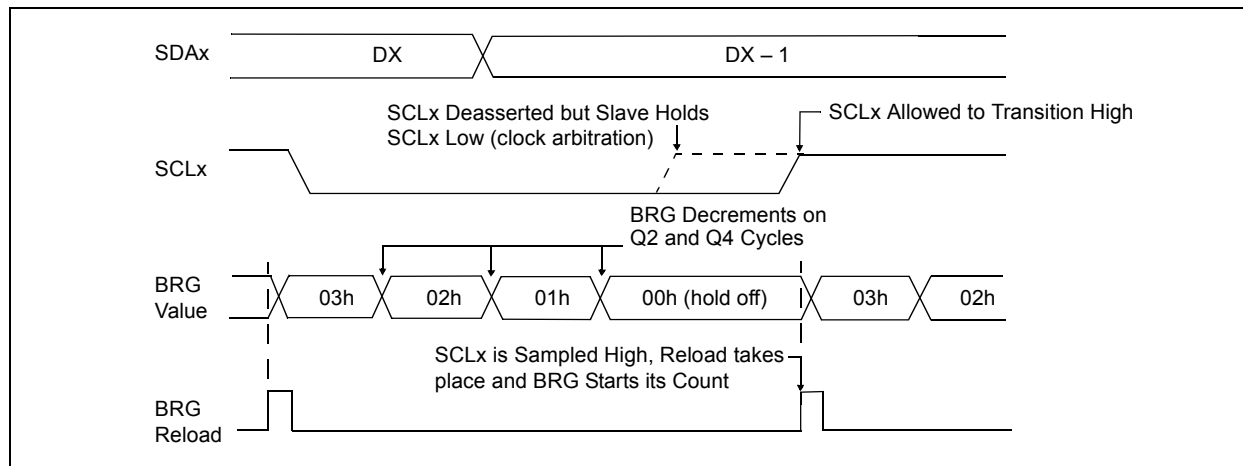 SDAx
DX
DX – 1
SCLx Deasserted but Slave Holds
SCLx Low (clock arbitration)
SCLx Allowed to Transition High
SCLx
BRG Decrements on
Q2 and Q4 Cycles
BRG
Value
03h
02h
01h
00h (hold off)
03h
02h
SCLx is Sampled High, Reload takes
place and BRG Starts its Count
BRG
Reload